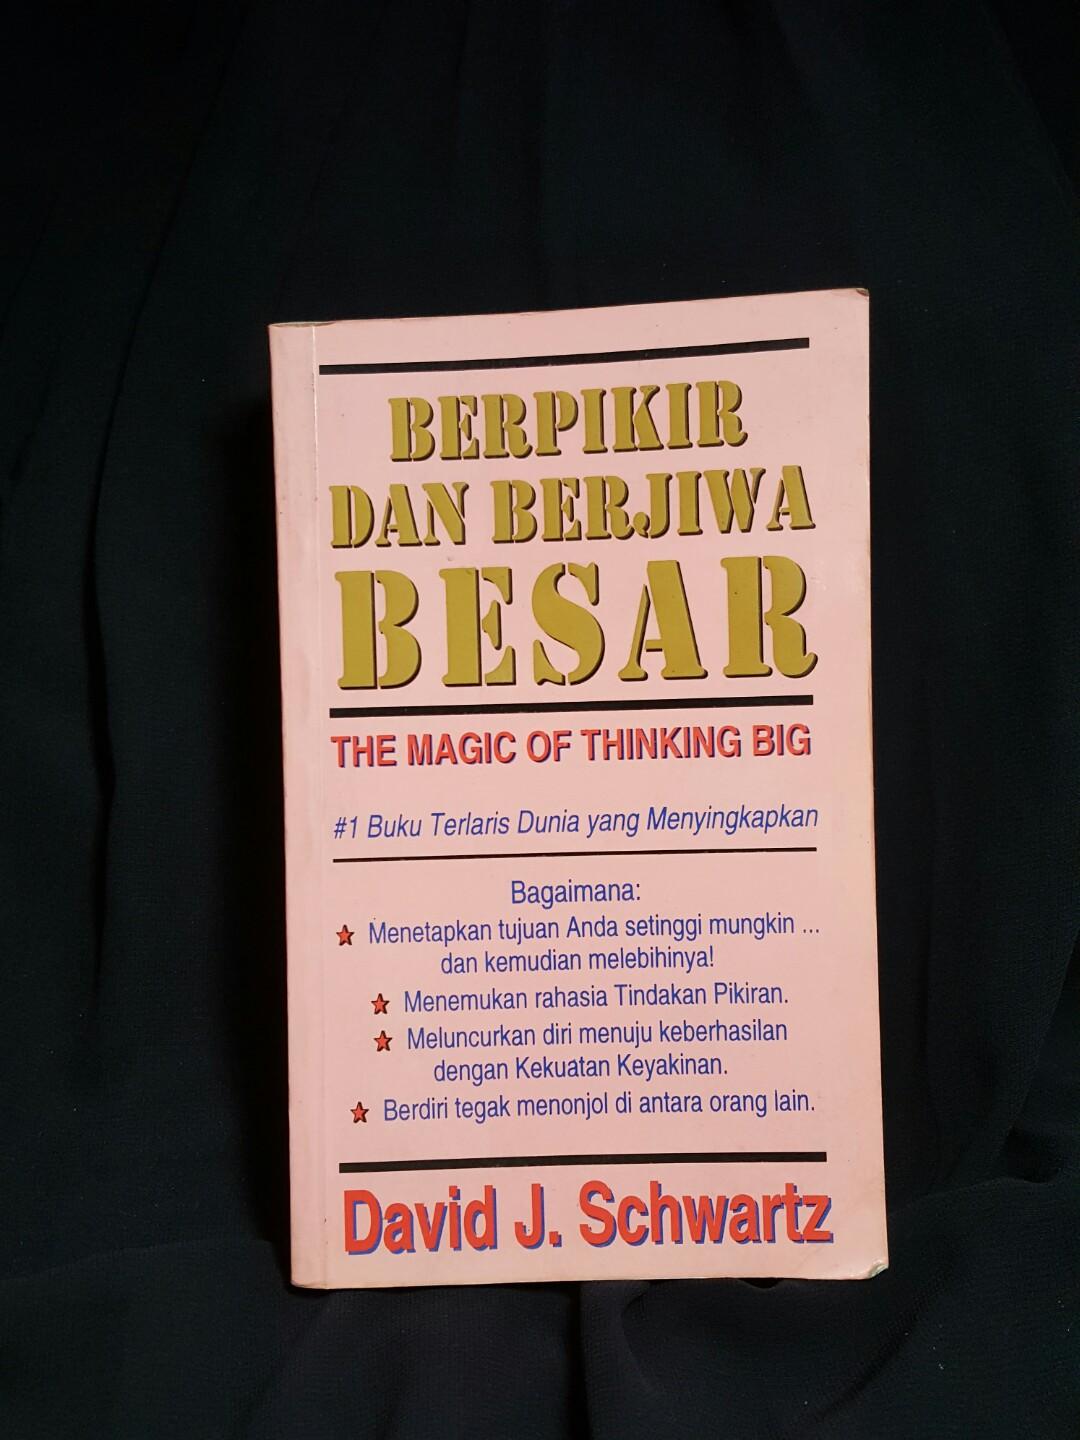 BERPIKIR
DAN BERJIWA
BESAR
THE MAGIC OF THINKING BIG
#1 Buku Terlaris Dunia yang Menyingkapkan
Bagaimana:
Menetapkan tujuan Anda setinggi mungkin ...
dan kemudian melebihinya!
Menemukan rahasia Tindakan Pikiran.
Meluncurkan diri menuju keberhasilan
dengan Kekuatan Keyakinan.
Berdiri tegak menonjol di antara orang lain.
David J. Schwartz